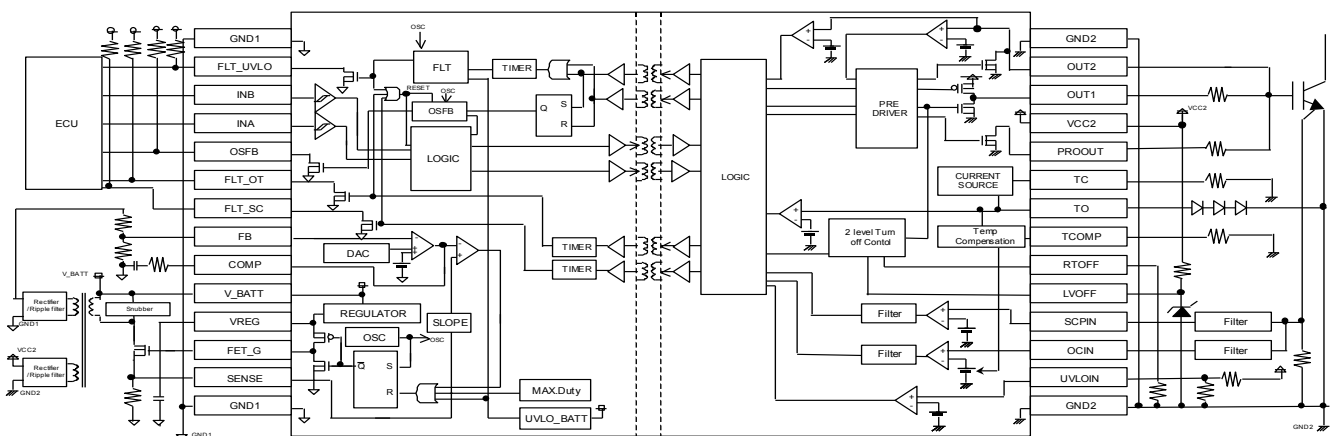 ECU
V_BATT
Rectifier
/Ripple filter
GND1
Snubber
VCC2
Rectifier
/Ripple filter
GND2
GND1
GND1
FLT_UVLO
INB
INA
OSFB
FLT_OT
FLT_SC
FB
COMP
V_BATT
VREG
FET_G
SENSE
GND1
OSC
FLT
TIMER
RESET
OSC
OSFB
Q
S
R
LOGIC
TIMER
TIMER
DAC
REGULATOR
SLOPE
OSC
OSC
Q
S
R
MAX.Duty
UVLO_BATT
LOGIC
PRE
DRIVER
CURRENT
SOURCE
2 level Turn
off Contol
Temp
Compensation
Filter
Filter
GND2
OUT2
OUT1
VCC2
PROOUT
TC
TO
TCOMP
RTOFF
LVOFF
SCPIN
OCIN
UVLOIN
GND2
VCC2
Filter
Filter
GND2